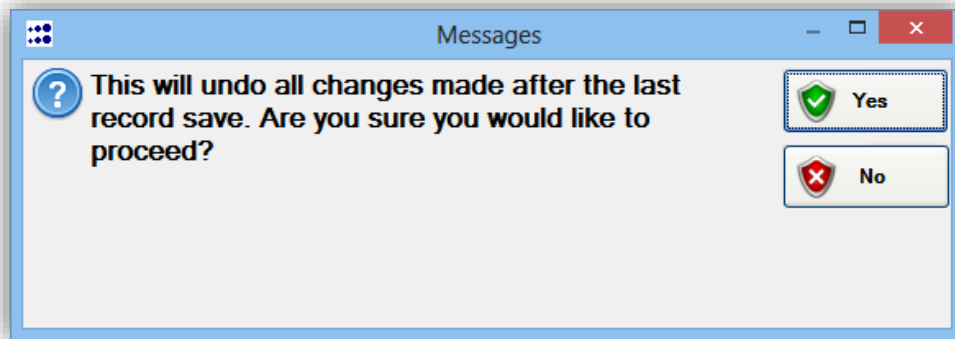 Messages
This will undo all changes made after the last
record save. Are you sure you would like to
proceed?
Yes
No